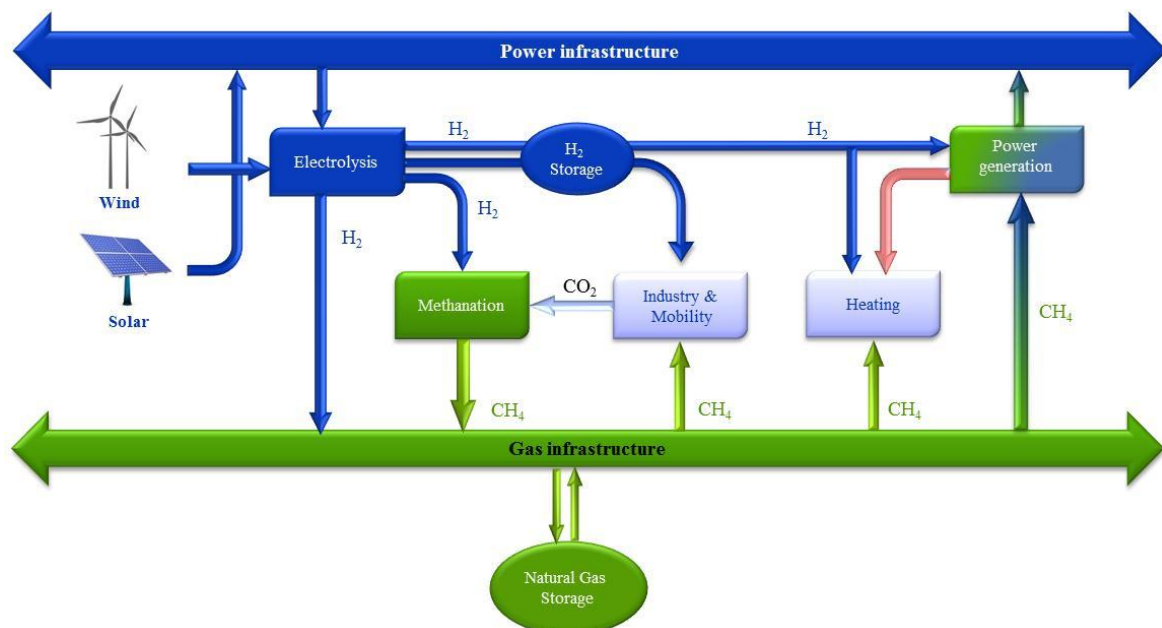 Power infrastructure
H₂
H₂
Electrolysis
H₂
Storage
Power
generation
Wind
H₂
H₂
Solar
CO₂
Methanation
Industry &
Mobility
Heating
CH₄
CH₄
CH₄
CH₄
Gas infrastructure
Natural Gas
Storage